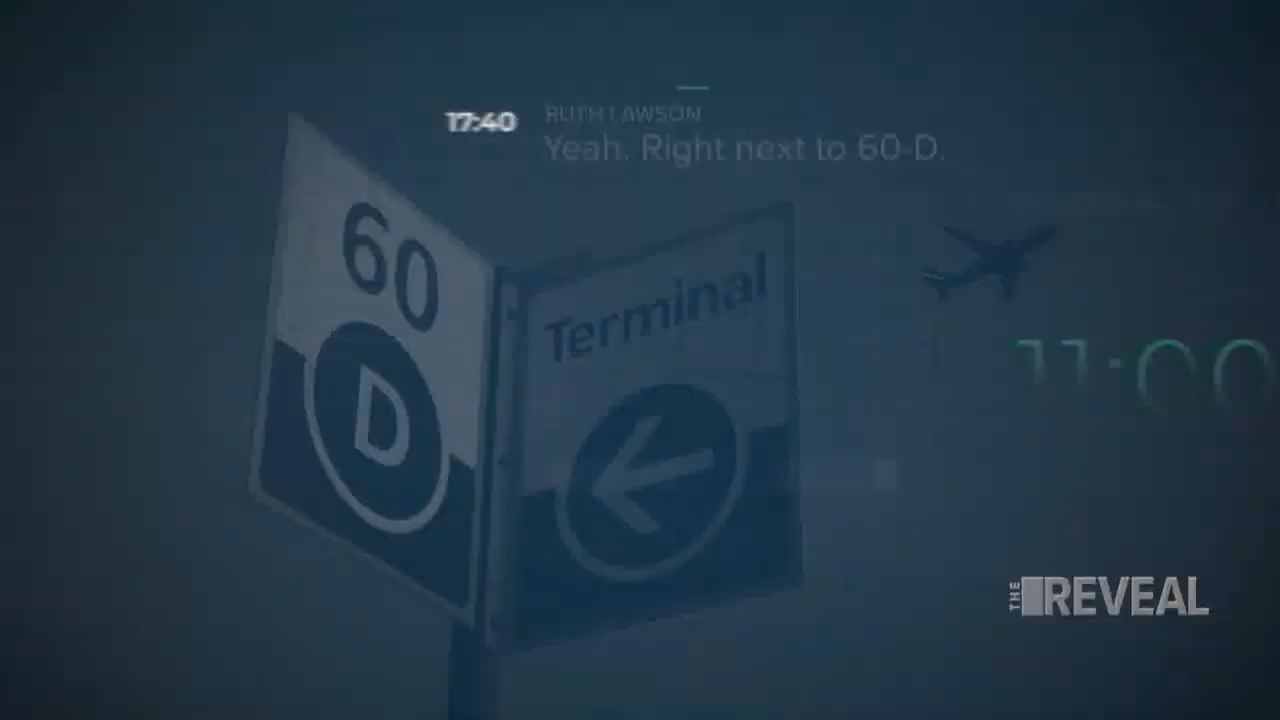 17:40
RUTH LAWSON
Yeah. Right next to 60-D.
60
D
Terminal
11:00
THE REVEAL